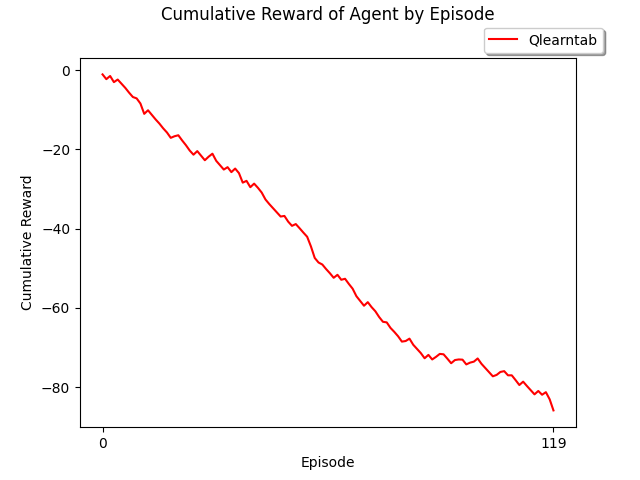 Cumulative Reward of Agent by Episode
Qlearntab
0
−20
−40
−60
−80
Cumulative Reward
0
119
Episode